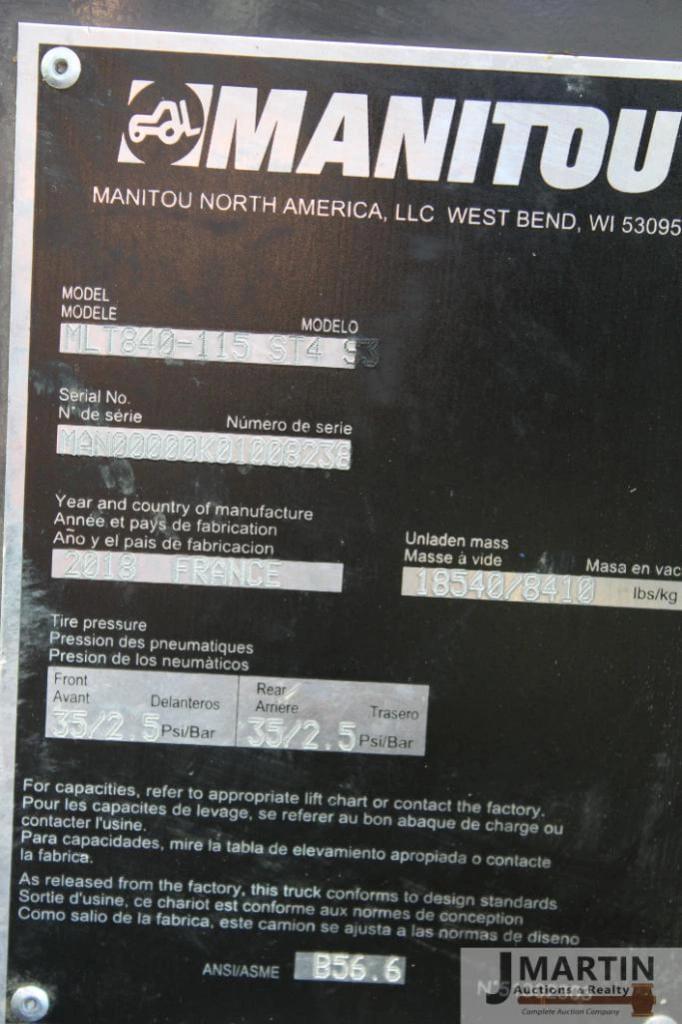 MANITOU
MANITOU NORTH AMERICA, LLC WEST BEND, WI 53095
MODEL
MODELE MODELO
MLT840-115 ST4 S3
Serial No.
N° de série Número de serie
MAN00000K01008238
Year and country of manufacture
Année et pays de fabrication
Año y el pais de fabricacion
2018 FRANCE
Unladen mass
Masse à vide Masa en vac
18540/8410 lbs/kg
Tire pressure
Pression des pneumatiques
Presion de los neumàticos
Front
Avant Delanteros
35/2.5 Psi/Bar
Rear
Arriere Trasero
35/2.5 Psi/Bar
For capacities, refer to appropriate lift chart or contact the factory.
Pour les capacites de levage, se referer au bon abaque de charge ou
contacter l'usine.
Para capacidades, mire la tabla de elevamiento apropiada o contacte
la fabrica.
As released from the factory, this truck conforms to design standards
Sortie d'usine, ce chariot est conforme aux normes de conception
Como salio de la fabrica, este camion se ajusta a las normas de diseno
ANSI/ASME B56.6
J MARTIN
Auctions & Realty
Complete Auction Company